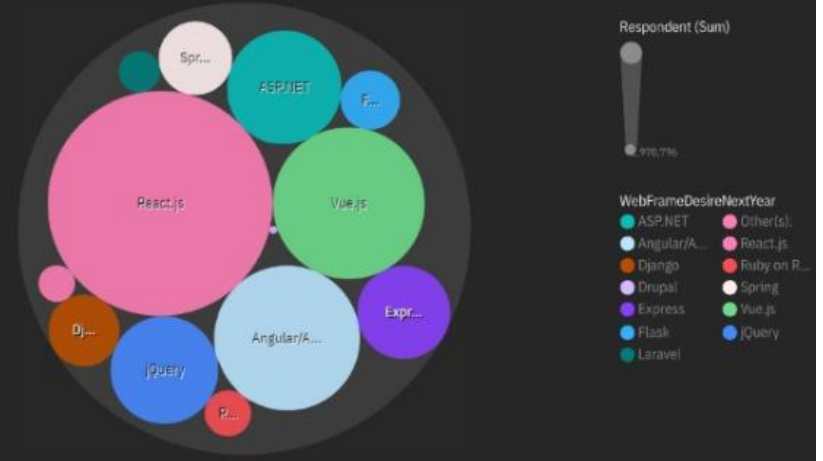 Respondent (Sum)
Spr...
ASP.NET
F...
React.js
Vue.js
Dj...
Expr...
Angular/A...
jQuery
R...
WebFrameDesireNextYear
ASP.NET
Other(s):
Angular/A...
React.js
Django
Ruby on R...
Drupal
Spring
Express
Vue.js
Flask
jQuery
Laravel